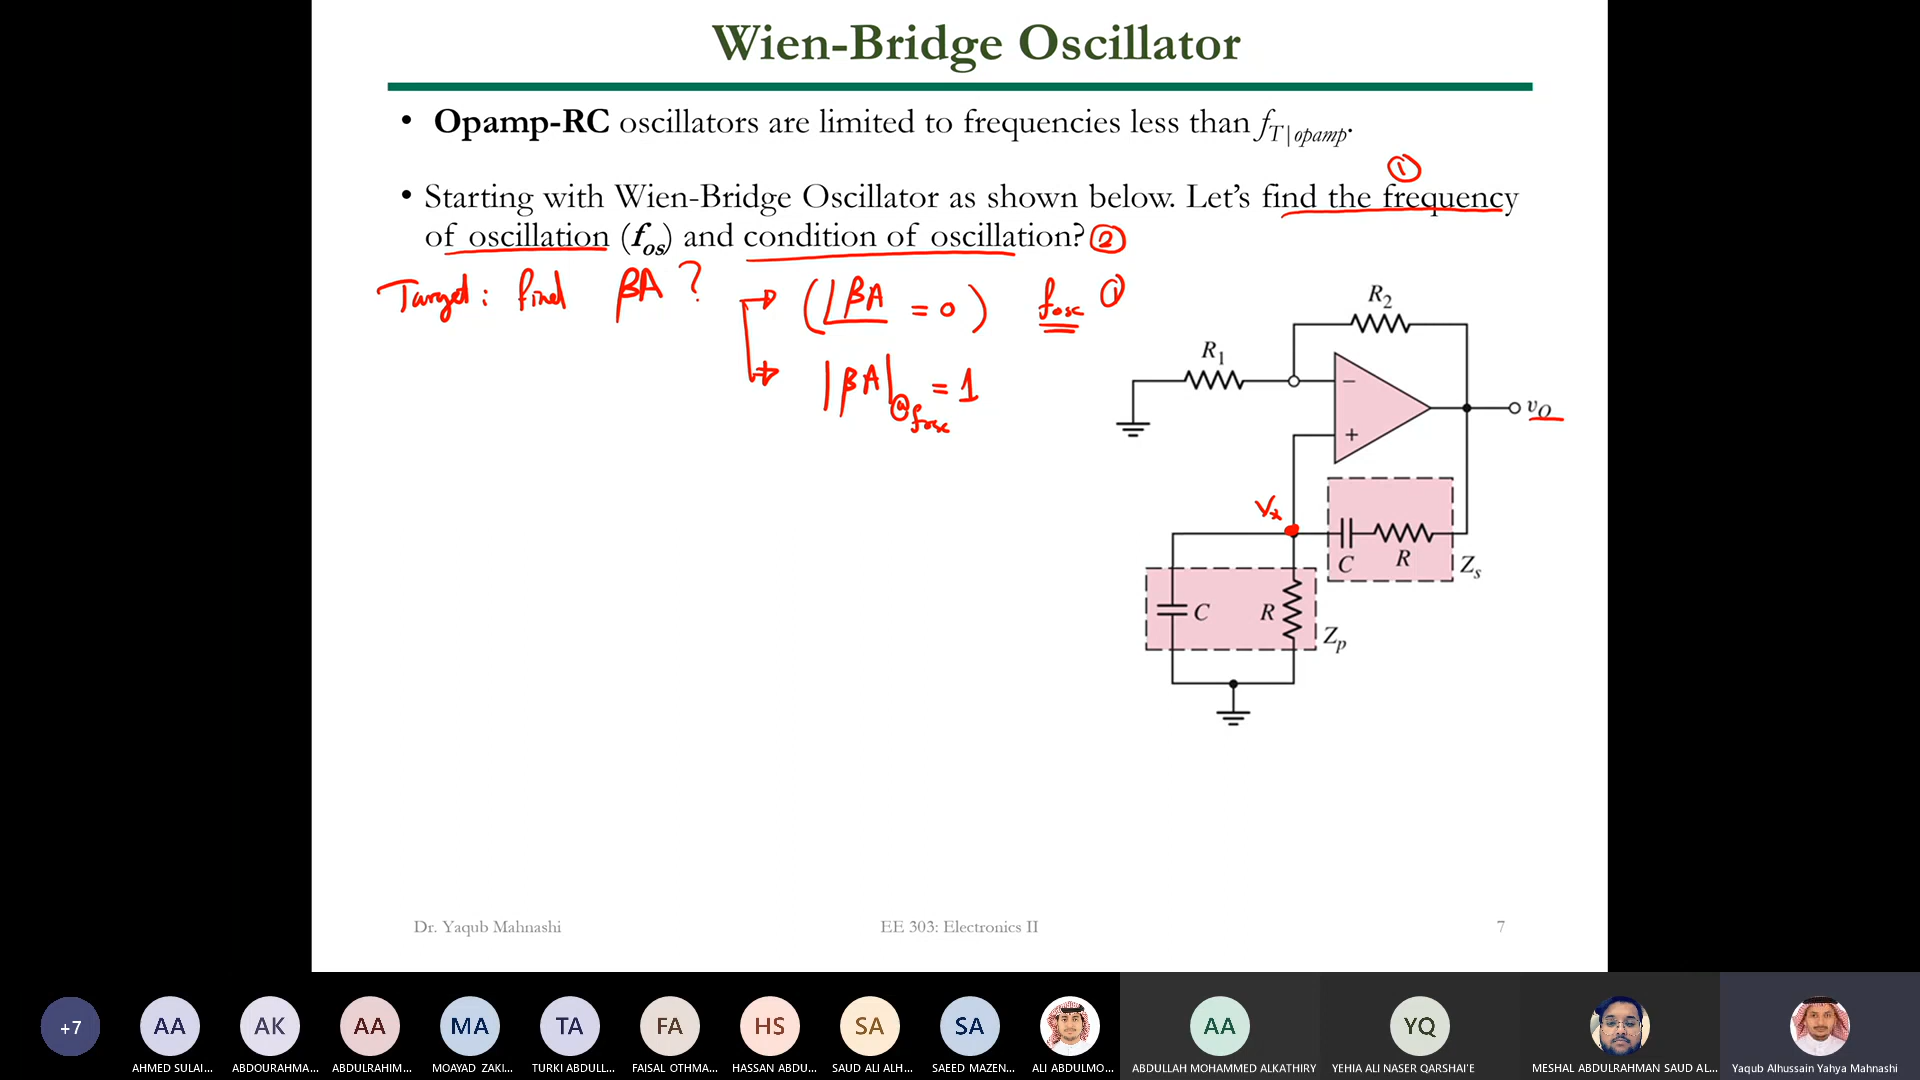 Wien-Bridge Oscillator
• Opamp-RC oscillators are limited to frequencies less than fT|opamp.
①
• Starting with Wien-Bridge Oscillator as shown below. Let's find the frequency
of oscillation (fos) and condition of oscillation? ②
Target: find βA? (∠βA = 0) fosc ①
|βA|@fosc = 1
R2
R1
−
+
vO
Vx
C R Zs
C R Zp
Dr. Yaqub Mahnashi EE 303: Electronics II 7
+7 AA AK AA MA TA FA HS SA SA AA YQ
AHMED SULAI... ABDOURAHMA... ABDULRAHIM... MOAYAD ZAKI... TURKI ABDULL... FAISAL OTHMA... HASSAN ABDU... SAUD ALI ALH... SAEED MAZEN... ALI ABDULMO... ABDULLAH MOHAMMED ALKATHIRY YEHIA ALI NASER QARSHAI'E MESHAL ABDULRAHMAN SAUD AL... Yaqub Alhussain Yahya Mahnashi